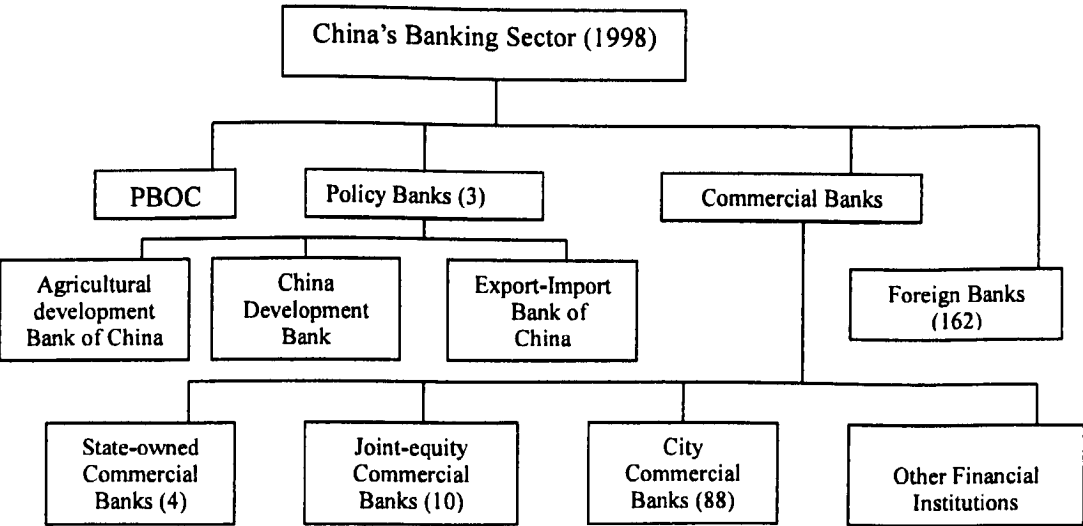 China's Banking Sector (1998)
PBOC
Policy Banks (3)
Commercial Banks
Agricultural
development
Bank of China
China
Development
Bank
Export-Import
Bank of
China
Foreign Banks
(162)
State-owned
Commercial
Banks (4)
Joint-equity
Commercial
Banks (10)
City
Commercial
Banks (88)
Other Financial
Institutions